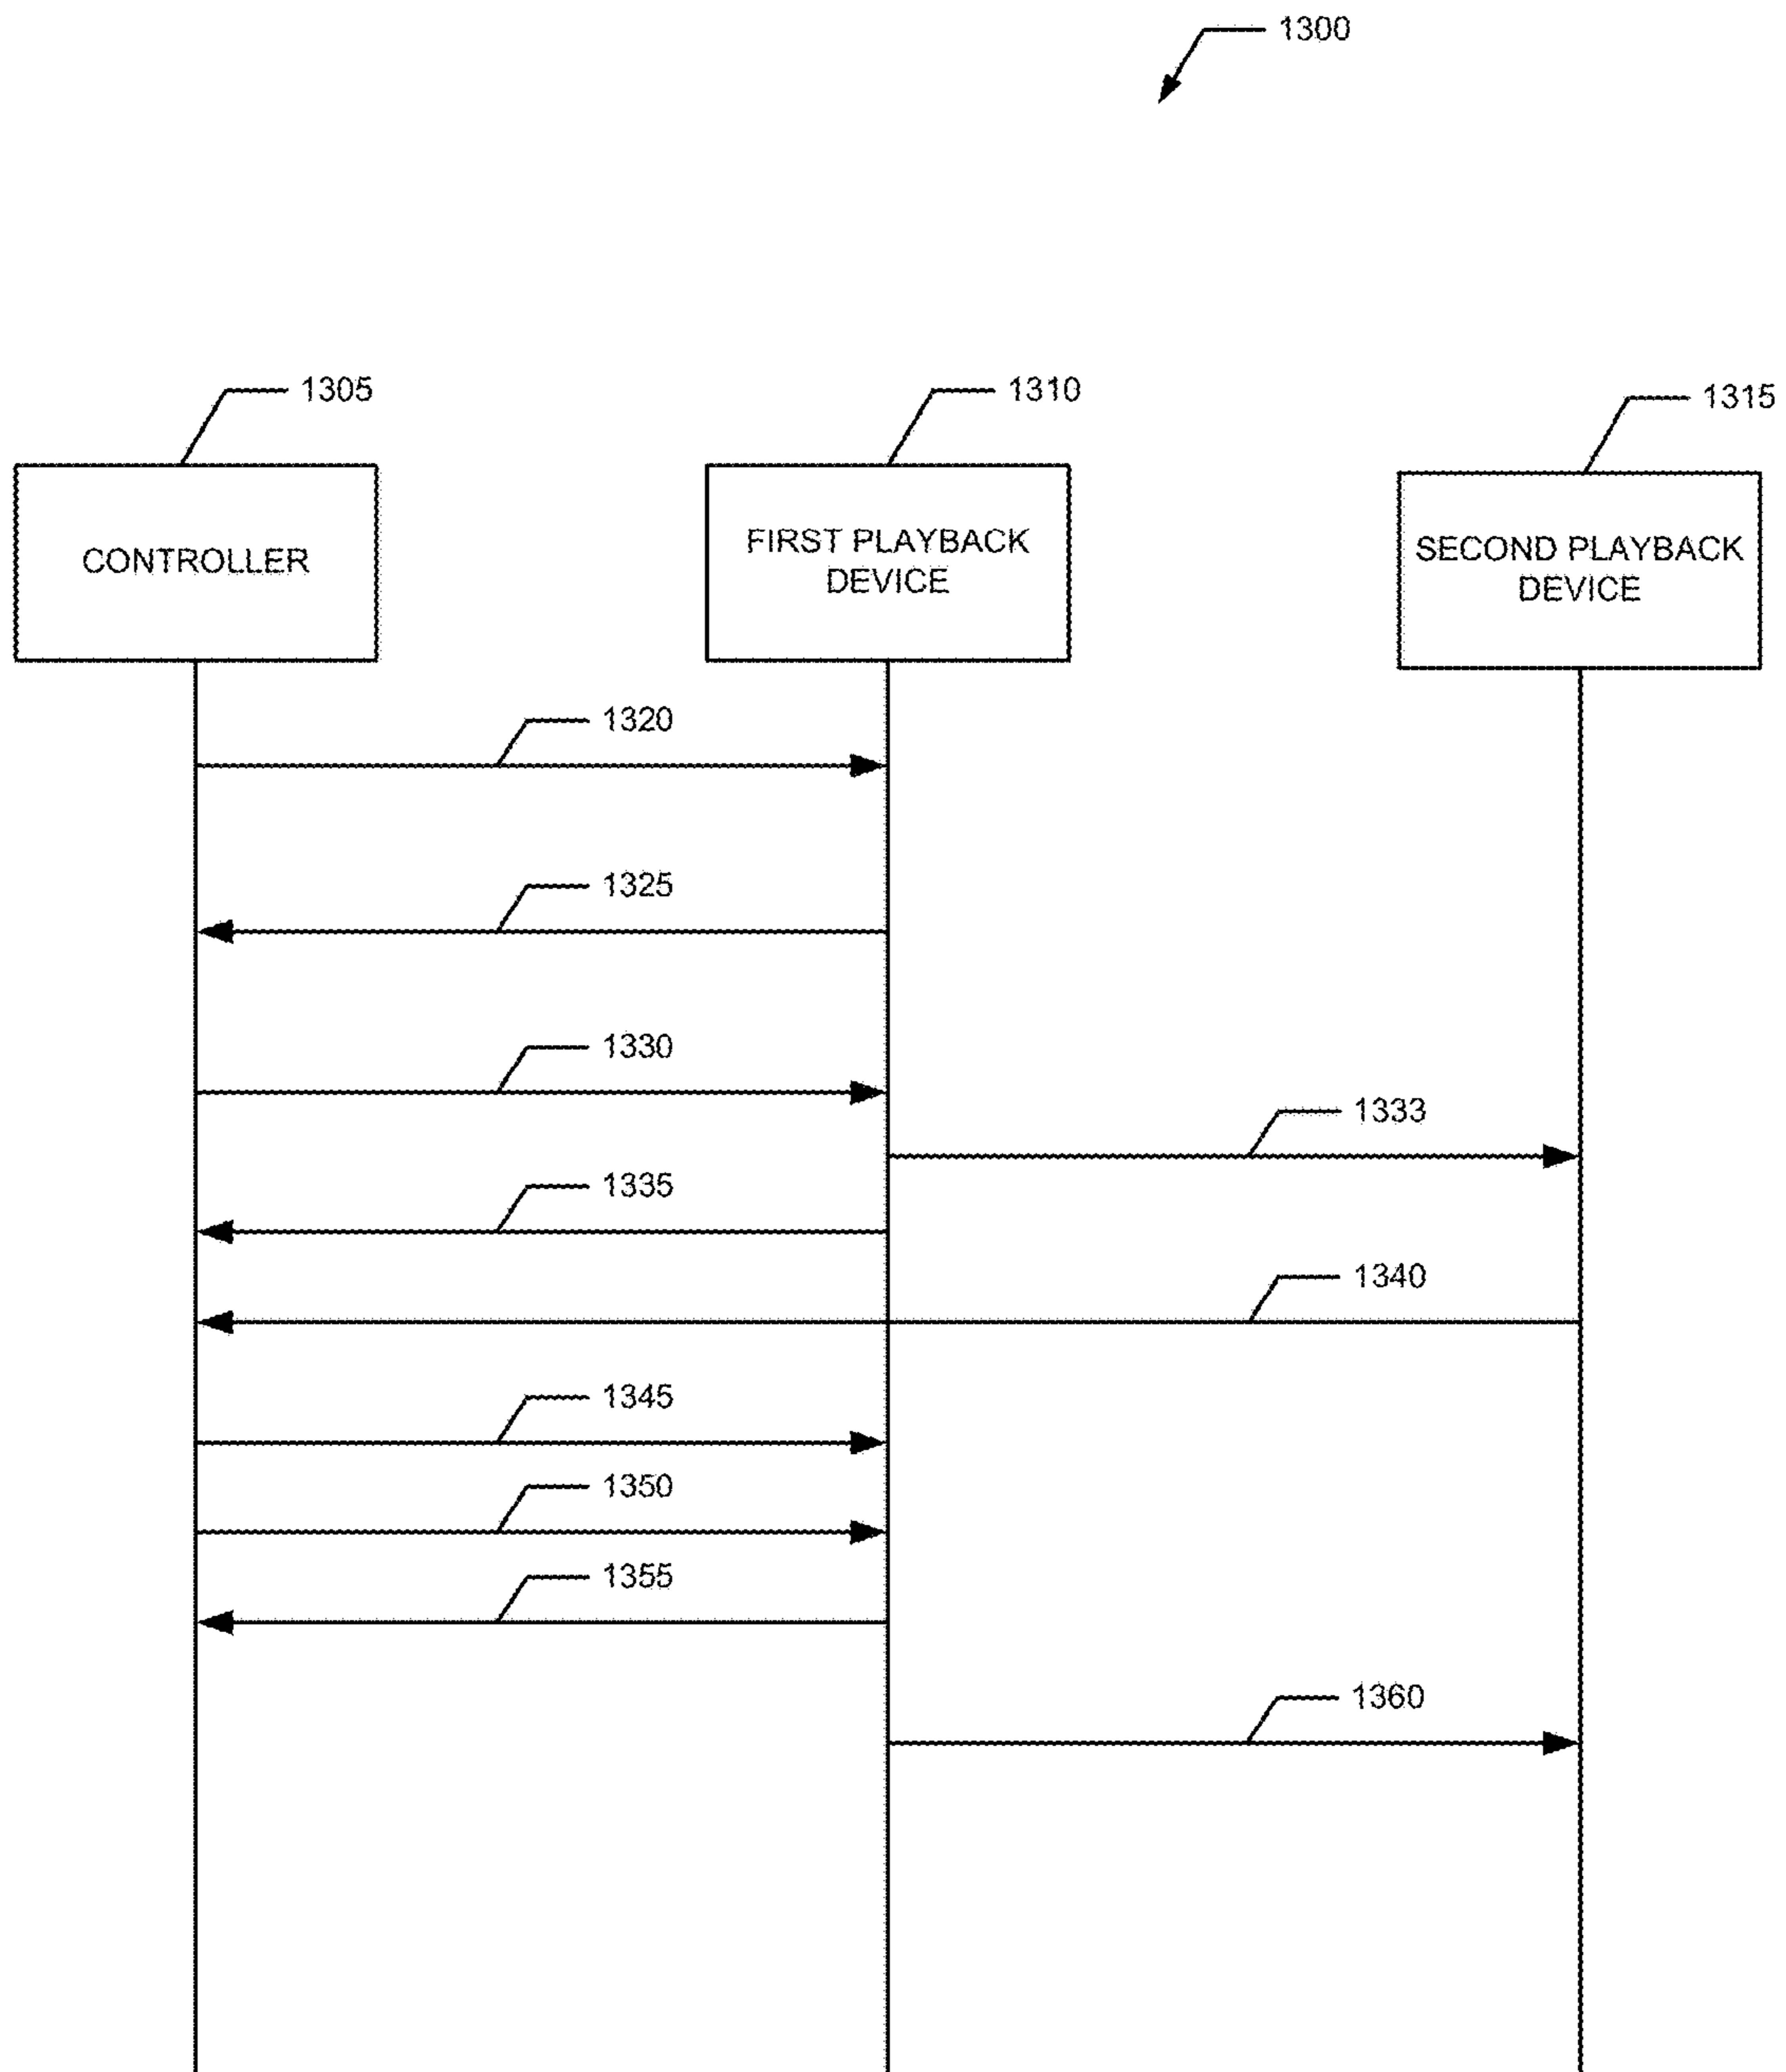 1300
1305
1310
1315
CONTROLLER
FIRST PLAYBACK
DEVICE
SECOND PLAYBACK
DEVICE
1320
1325
1330
1333
1335
1340
1345
1350
1355
1360